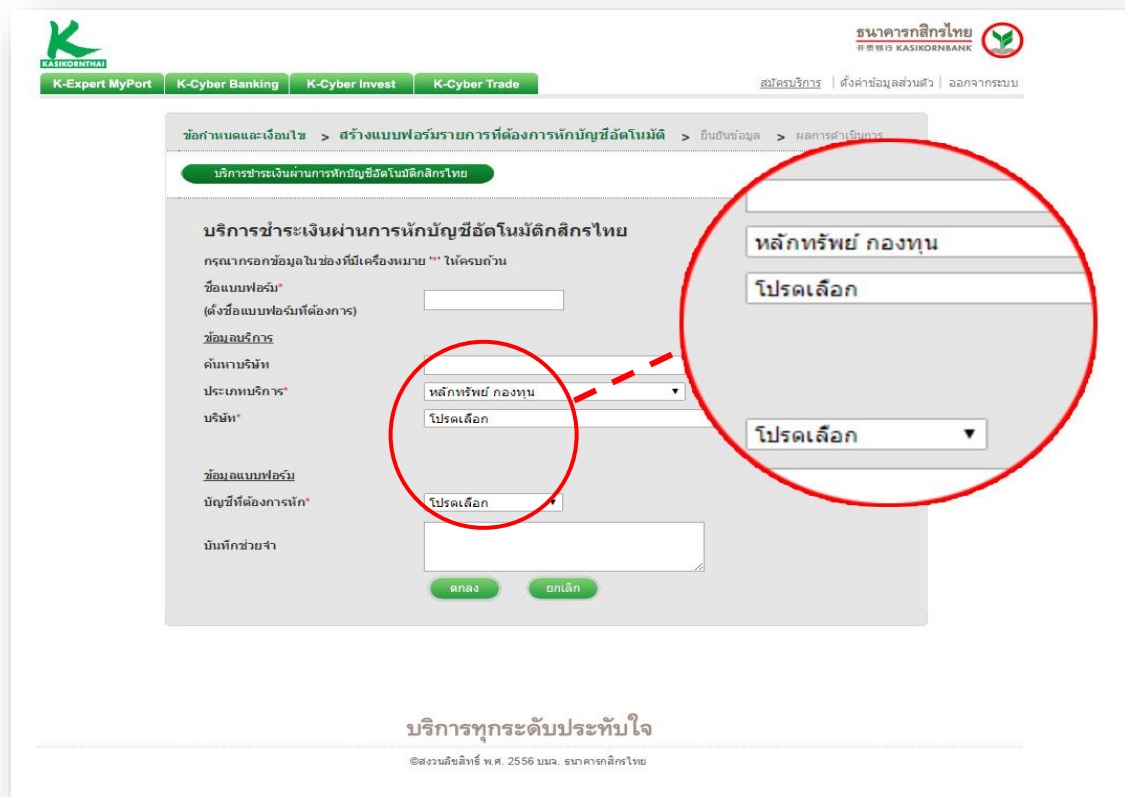 KASIKORNTHAI
ธนาคารกสิกรไทย
开泰银行 KASIKORNBANK
K-Expert MyPort K-Cyber Banking K-Cyber Invest K-Cyber Trade
สมัครบริการ | ตั้งค่าข้อมูลส่วนตัว | ออกจากระบบ
ข้อกำหนดและเงื่อนไข > สร้างแบบฟอร์มรายการที่ต้องการหักบัญชีอัตโนมัติ > ยืนยันข้อมูล > ผลการดำเนินการ
บริการชำระเงินผ่านการหักบัญชีอัตโนมัติกสิกรไทย
บริการชำระเงินผ่านการหักบัญชีอัตโนมัติกสิกรไทย
กรุณากรอกข้อมูลในช่องที่มีเครื่องหมาย '*' ให้ครบถ้วน
ชื่อแบบฟอร์ม*
(ตั้งชื่อแบบฟอร์มที่ต้องการ)
ข้อมูลบริการ
ค้นหาบริษัท
ประเภทบริการ* หลักทรัพย์ กองทุน
บริษัท* โปรดเลือก
ข้อมูลแบบฟอร์ม
บัญชีที่ต้องการหัก* โปรดเลือก
บันทึกช่วยจำ
ตกลง ยกเลิก
หลักทรัพย์ กองทุน
โปรดเลือก
โปรดเลือก
บริการทุกระดับประทับใจ
©สงวนลิขสิทธิ์ พ.ศ. 2556 บมจ. ธนาคารกสิกรไทย